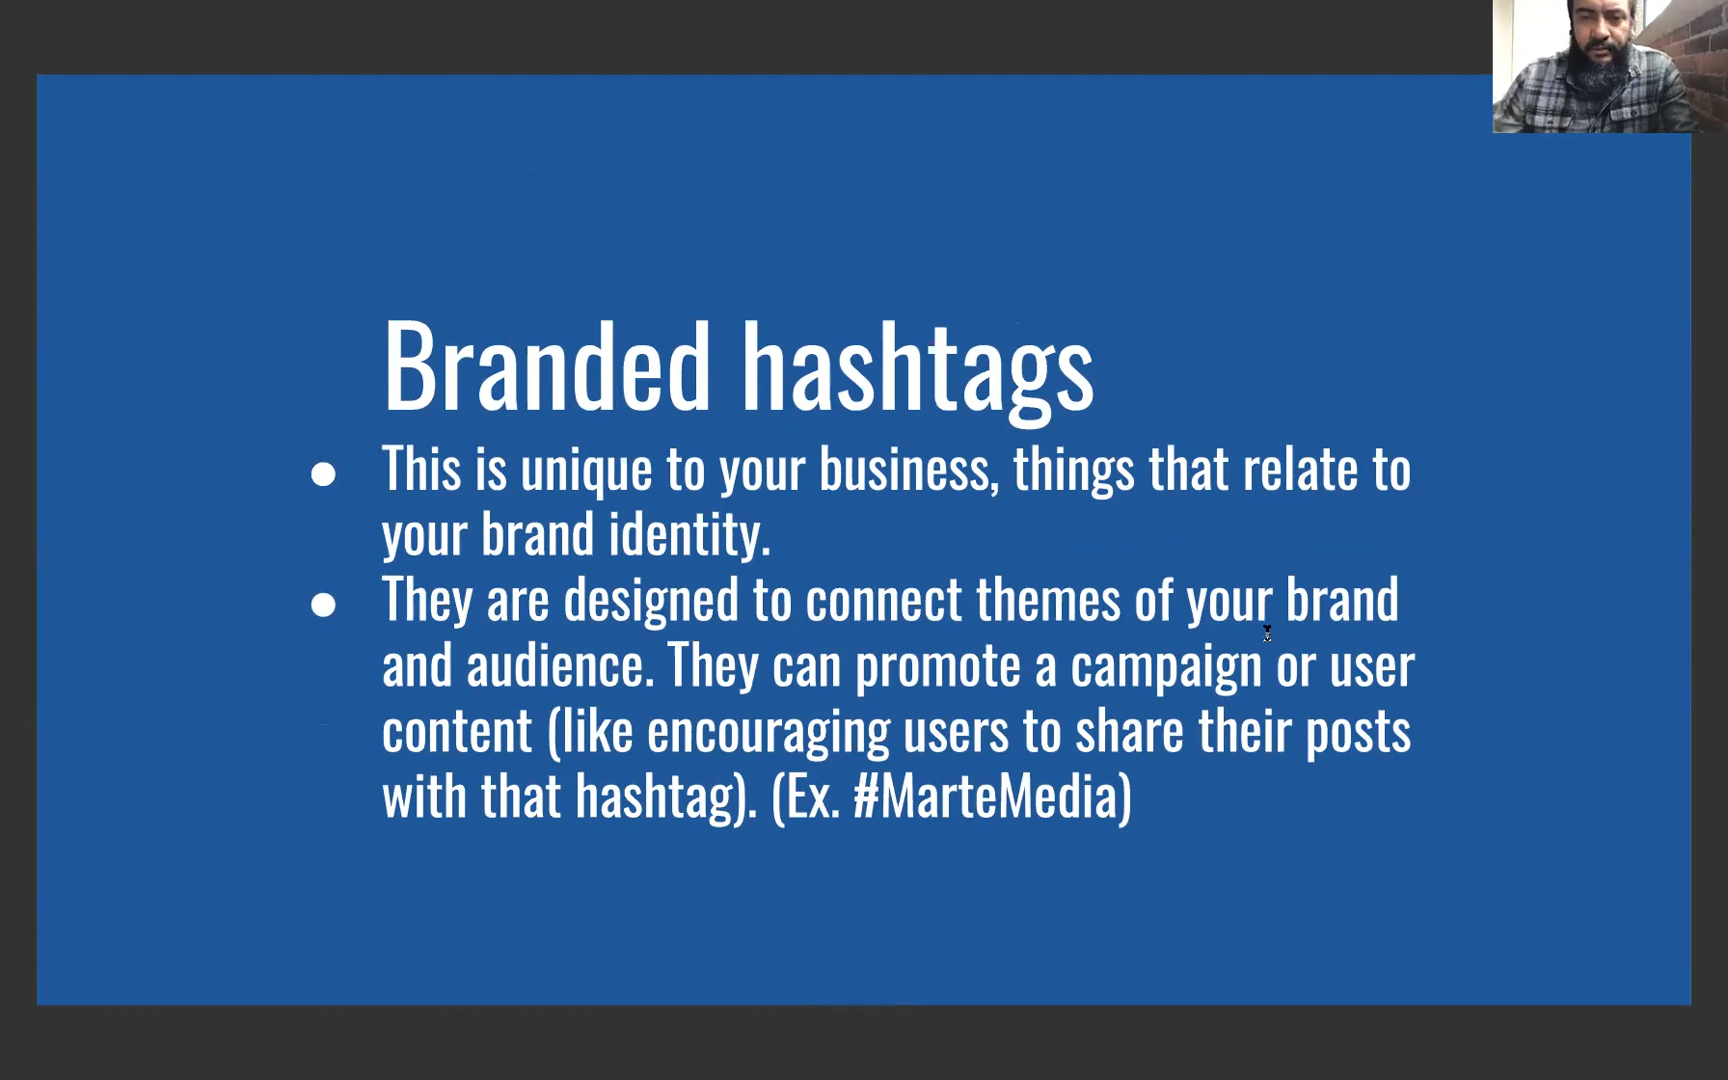 Branded hashtags
● This is unique to your business, things that relate to
your brand identity.
● They are designed to connect themes of your brand
and audience. They can promote a campaign or user
content (like encouraging users to share their posts
with that hashtag). (Ex. #MarteMedia)